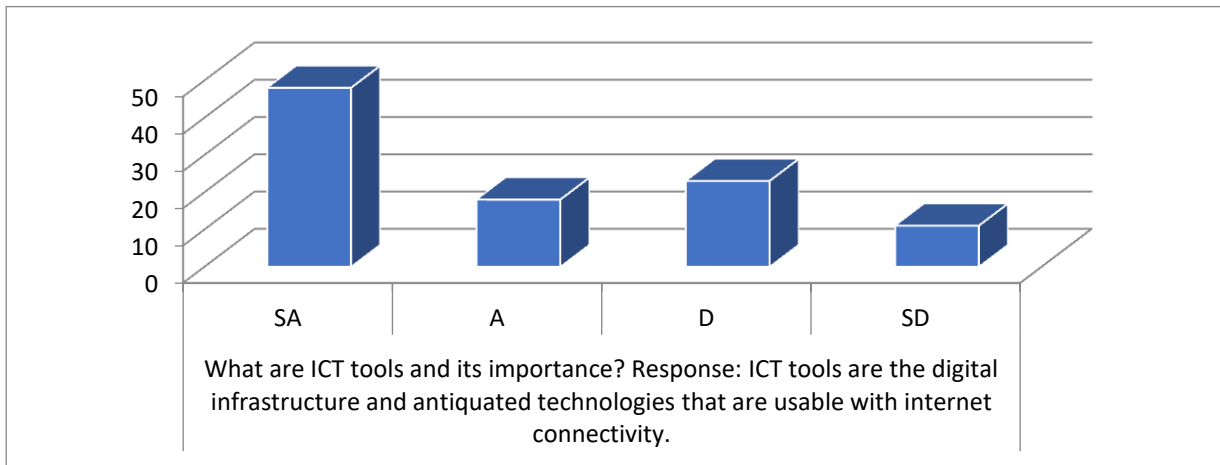 50
40
30
20
10
0
SA A D SD
What are ICT tools and its importance? Response: ICT tools are the digital
infrastructure and antiquated technologies that are usable with internet
connectivity.